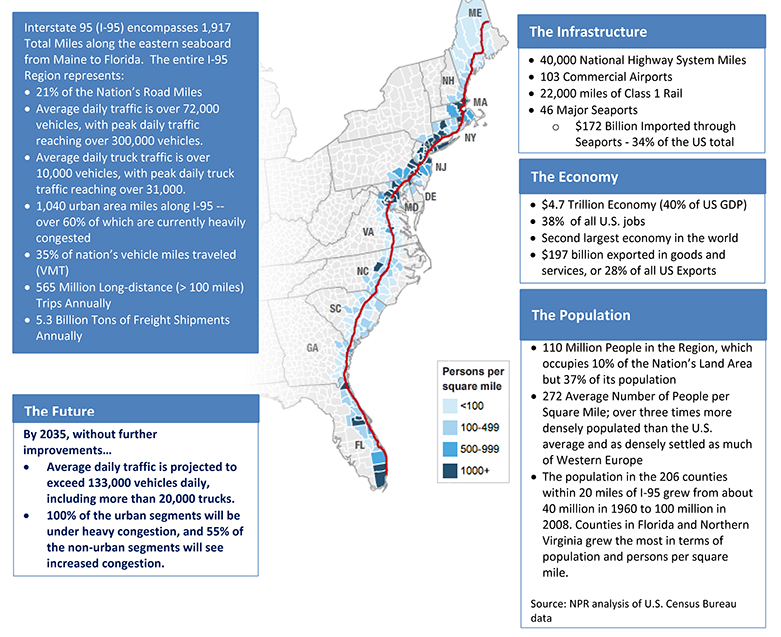 Interstate 95 (I-95) encompasses 1,917
Total Miles along the eastern seaboard
from Maine to Florida.  The entire I-95
Region represents:
• 21% of the Nation's Road Miles
• Average daily traffic is over 72,000
vehicles, with peak daily traffic
reaching over 300,000 vehicles.
• Average daily truck traffic is over
10,000 vehicles, with peak daily truck
traffic reaching over 31,000.
• 1,040 urban area miles along I-95 --
over 60% of which are currently heavily
congested
• 35% of nation's vehicle miles traveled
(VMT)
• 565 Million Long-distance (> 100 miles)
Trips Annually
• 5.3 Billion Tons of Freight Shipments
Annually
The Future
By 2035, without further
improvements…
• Average daily traffic is projected to
exceed 133,000 vehicles daily,
including more than 20,000 trucks.
• 100% of the urban segments will be
under heavy congestion, and 55% of
the non-urban segments will see
increased congestion.
ME
NH
MA
NY
NJ
DE
MD
VA
NC
SC
GA
FL
Persons per
square mile
<100
100-499
500-999
1000+
The Infrastructure
• 40,000 National Highway System Miles
• 103 Commercial Airports
• 22,000 miles of Class 1 Rail
• 46 Major Seaports
o $172 Billion Imported through
Seaports - 34% of the US total
The Economy
• $4.7 Trillion Economy (40% of US GDP)
• 38%  of all U.S. jobs
• Second largest economy in the world
• $197 billion exported in goods and
services, or 28% of all US Exports
The Population
• 110 Million People in the Region, which
occupies 10% of the Nation's Land Area
but 37% of its population
• 272 Average Number of People per
Square Mile; over three times more
densely populated than the U.S.
average and as densely settled as much
of Western Europe
• The population in the 206 counties
within 20 miles of I-95 grew from about
40 million in 1960 to 100 million in
2008. Counties in Florida and Northern
Virginia grew the most in terms of
population and persons per square
mile.
Source: NPR analysis of U.S. Census Bureau
data